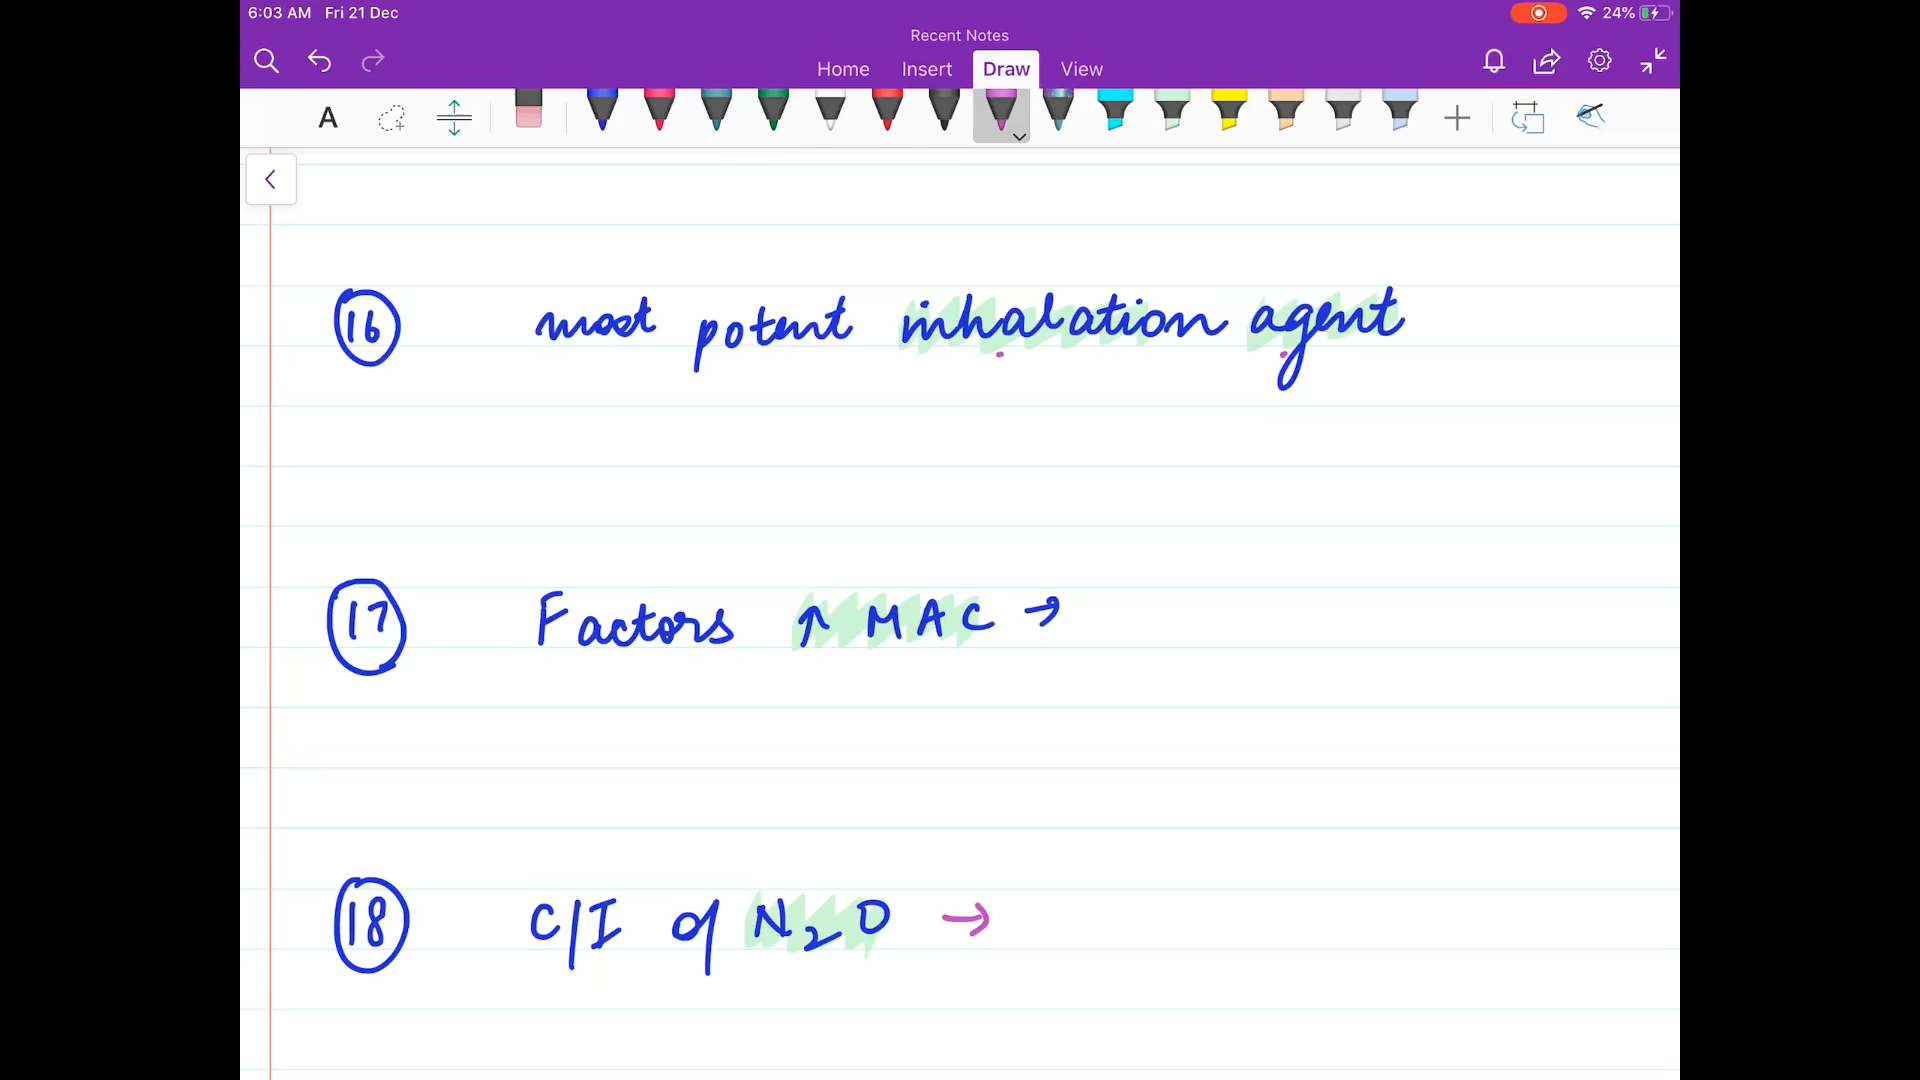 6:03 AM Fri 21 Dec
24%
Recent Notes
Home Insert Draw View
A
16 most potent inhalation agent
17 Factors ↑ MAC →
18 C/I of N2O →